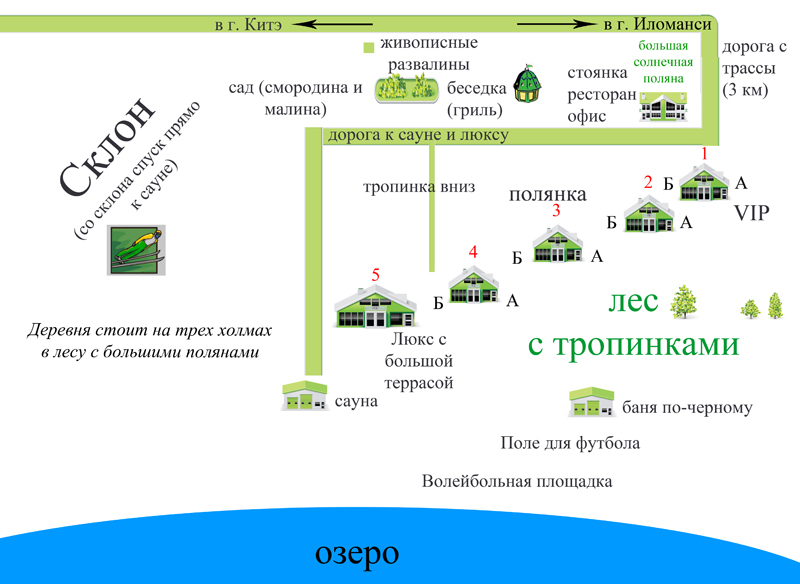 в г. Китэ
в г. Иломанси
живописные
развалины
большая
солнечная
поляна
дорога с
трассы
(3 км)
сад (смородина и
малина)
беседка
(гриль)
стоянка
ресторан
офис
Склон
(со склона спуск прямо
к сауне)
дорога к сауне и люксу
тропинка вниз
полянка
1
Б
А
VIP
2
Б
А
3
Б
А
4
Б
А
5
Люкс с
большой
террасой
лес
с тропинками
Деревня стоит на трех холмах
в лесу с большими полянами
сауна
баня по-черному
Поле для футбола
Волейбольная площадка
озеро